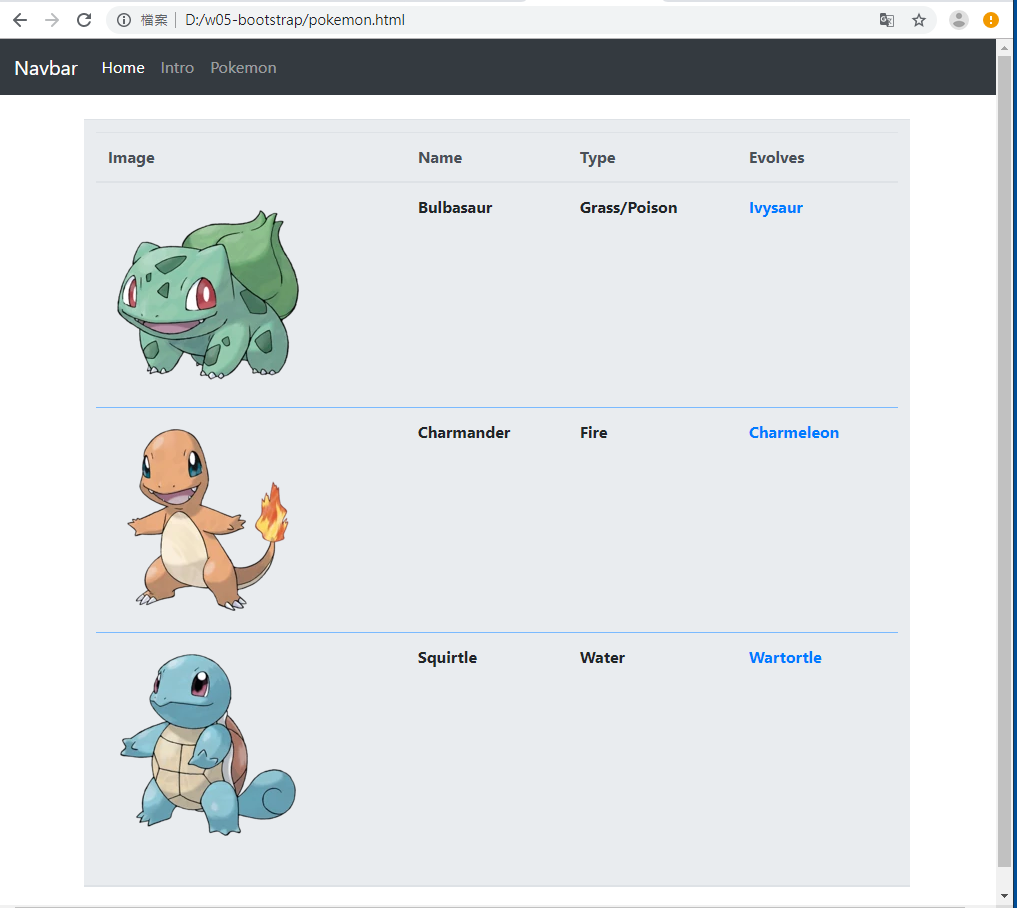 檔案 D:/w05-bootstrap/pokemon.html
Navbar Home Intro Pokemon
Image Name Type Evolves
Bulbasaur Grass/Poison Ivysaur
Charmander Fire Charmeleon
Squirtle Water Wartortle